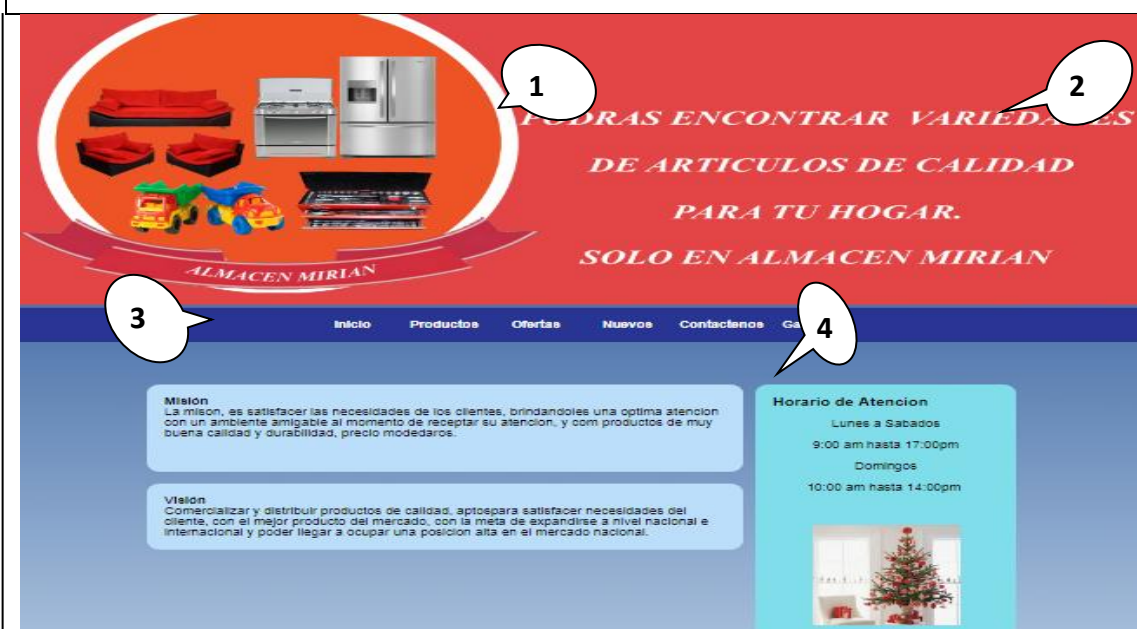 1
2
ENCONTRAR
DE ARTICULOS DE CALIDAD
PARA TU HOGAR.
SOLO EN ALMACEN MIRIAN
ALMACEN MIRIAN
3
4
Inicio Productos Ofertas Nuevos Contactenos
Misión
La mison, es satisfacer las necesidades de los clientes, brindandoles una optima atencion
con un ambiente amigable al momento de receptar su atencion, y com productos de muy
buena calidad y durabilidad, precio modedaros.
Visión
Comercializar y distribuir productos de calidad, aptospara satisfacer necesidades del
cliente, con el mejor producto del mercado, con la meta de expandirse a nivel nacional e
internacional y poder llegar a ocupar una posicion alta en el mercado nacional.
Horario de Atencion
Lunes a Sabados
9:00 am hasta 17:00pm
Domingos
10:00 am hasta 14:00pm